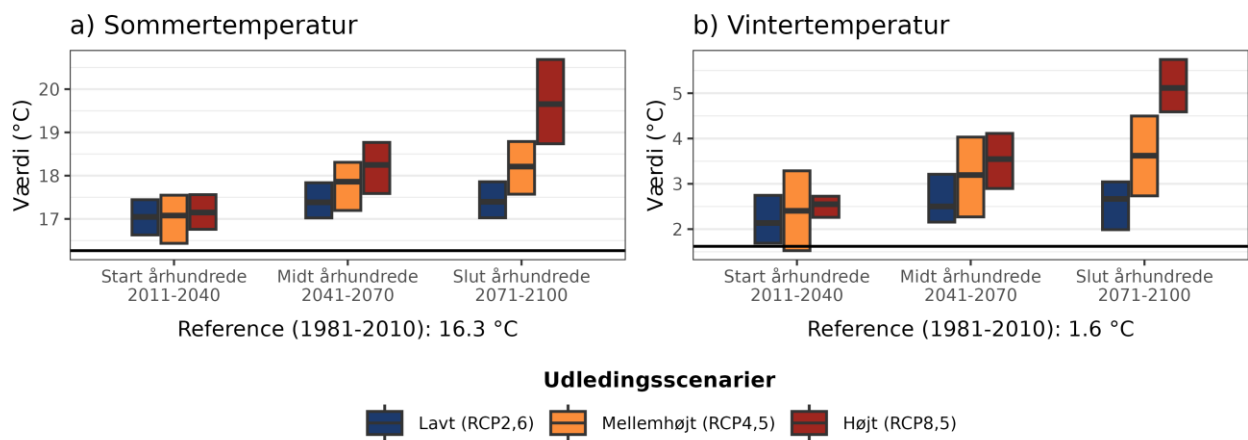 a) Sommertemperatur
Værdi (°C)
20
19
18
17
Start århundrede
2011-2040
Midt århundrede
2041-2070
Slut århundrede
2071-2100
Reference (1981-2010): 16.3 °C
b) Vintertemperatur
Værdi (°C)
5
4
3
2
Start århundrede
2011-2040
Midt århundrede
2041-2070
Slut århundrede
2071-2100
Reference (1981-2010): 1.6 °C
Udledingsscenarier
Lavt (RCP2,6)
Mellemhøjt (RCP4,5)
Højt (RCP8,5)